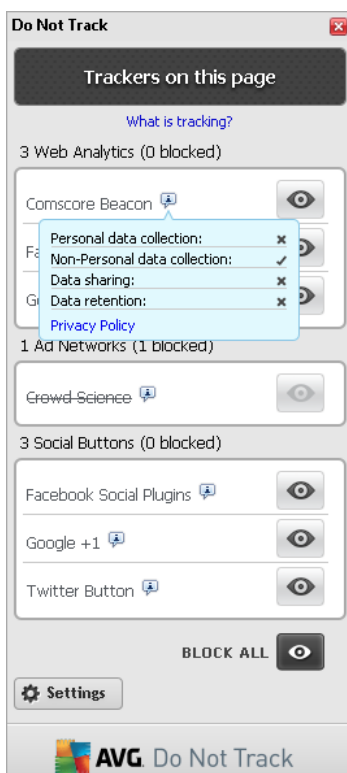 Do Not Track
Trackers on this page
What is tracking?
3 Web Analytics (0 blocked)
Comscore Beacon
Personal data collection:
Non-Personal data collection:
Data sharing:
Data retention:
Privacy Policy
1 Ad Networks (1 blocked)
Crowd Science
3 Social Buttons (0 blocked)
Facebook Social Plugins
Google +1
Twitter Button
BLOCK ALL
Settings
AVG. Do Not Track